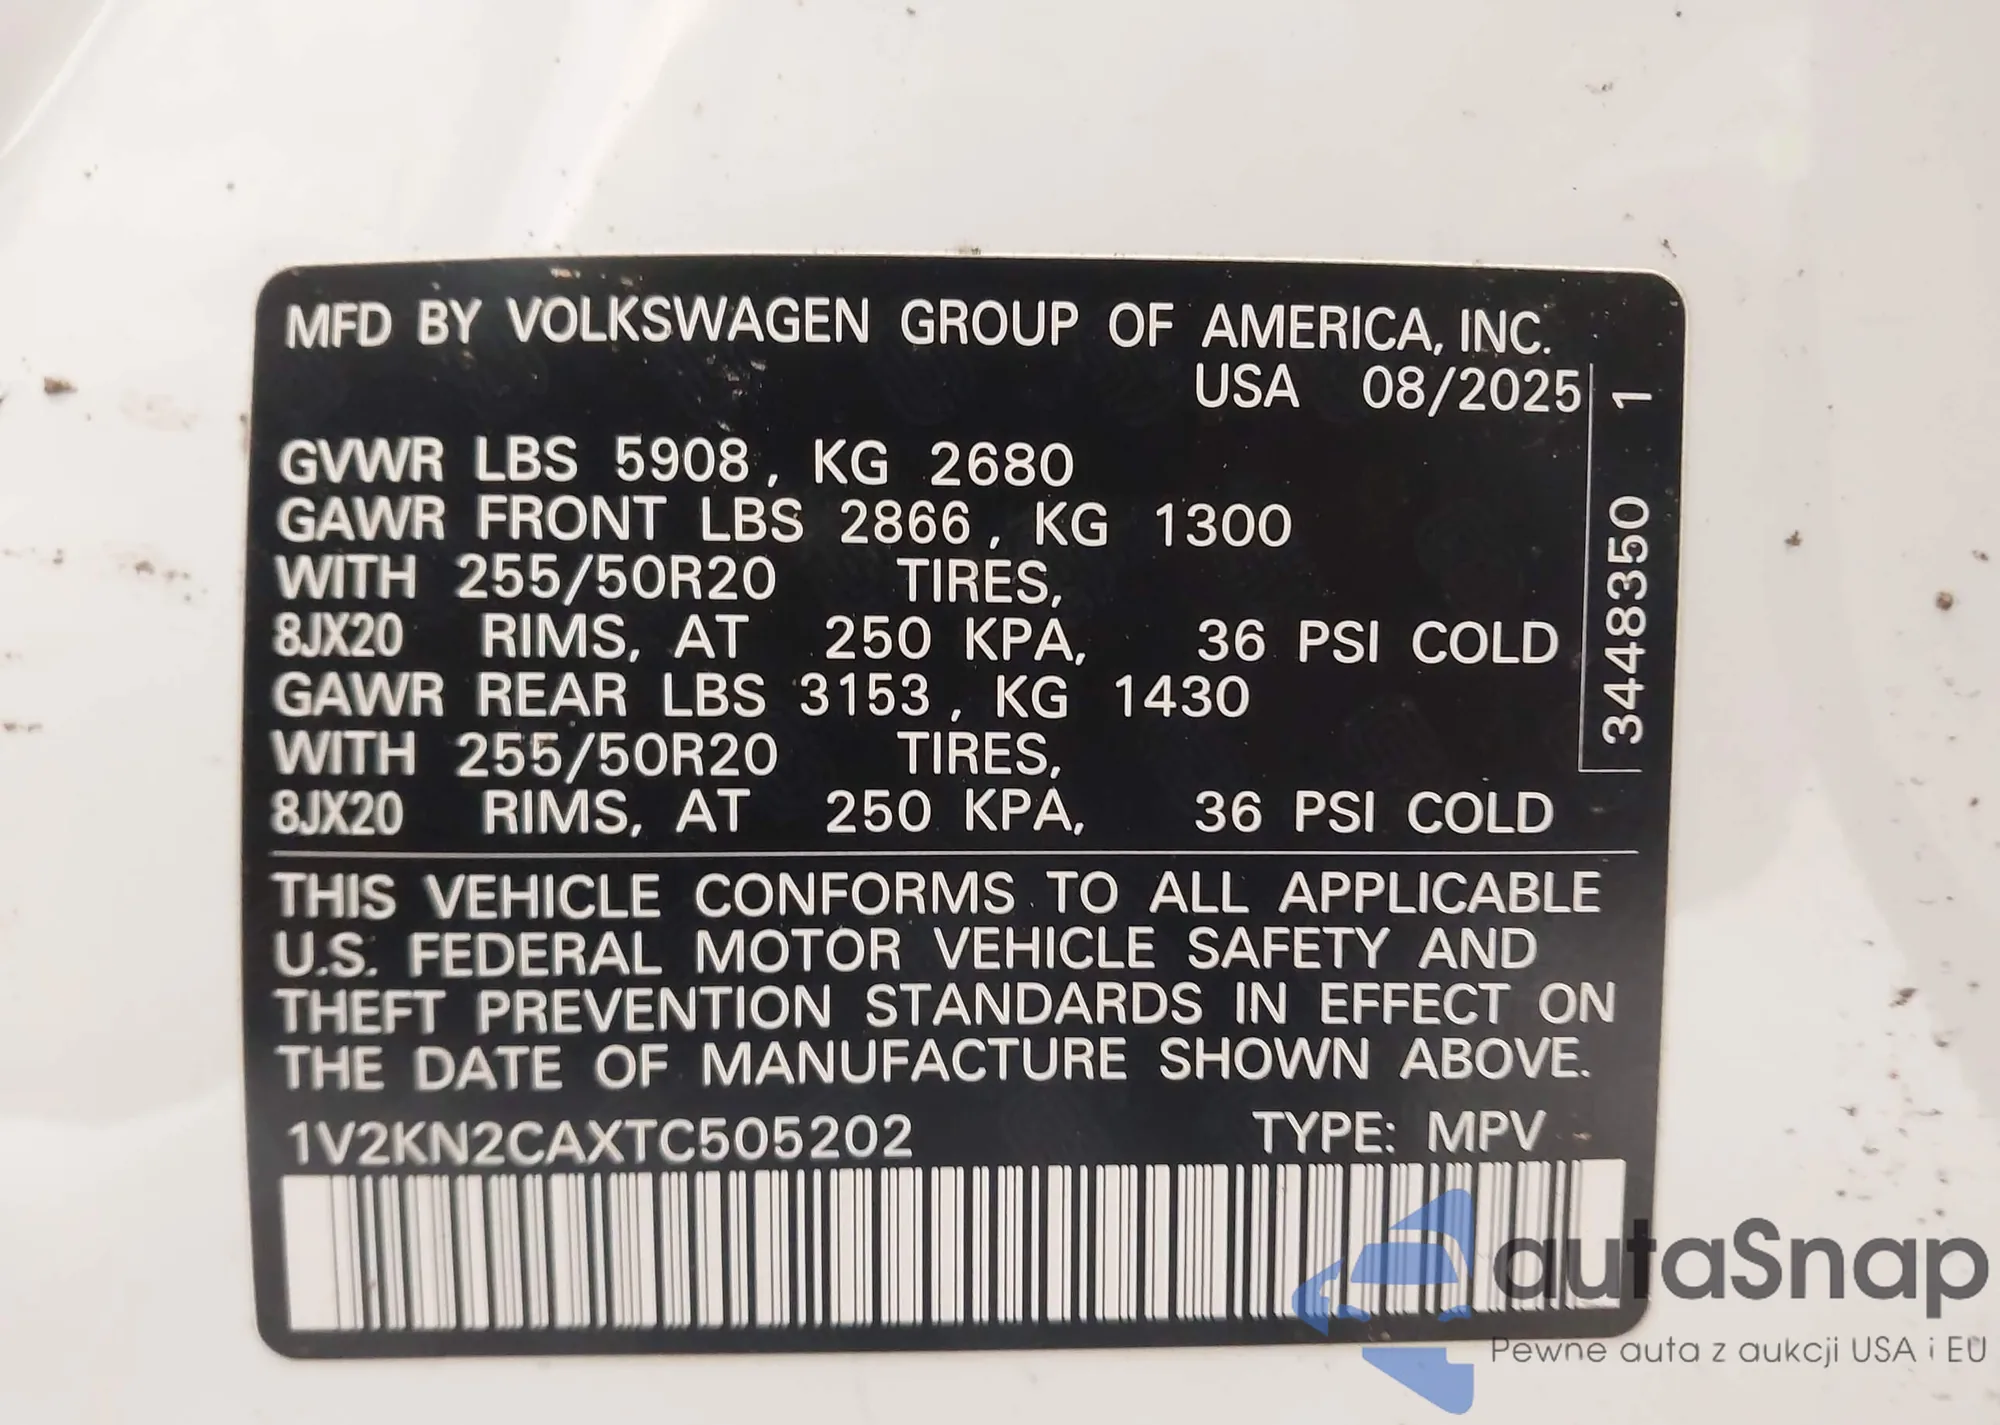 MFD BY VOLKSWAGEN GROUP OF AMERICA, INC.
USA 08/2025
GVWR LBS 5908, KG 2680
GAWR FRONT LBS 2866, KG 1300
WITH 255/50R20 TIRES,
8JX20 RIMS, AT 250 KPA, 36 PSI COLD
GAWR REAR LBS 3153, KG 1430
WITH 255/50R20 TIRES,
8JX20 RIMS, AT 250 KPA, 36 PSI COLD
3448350 1
THIS VEHICLE CONFORMS TO ALL APPLICABLE
U.S. FEDERAL MOTOR VEHICLE SAFETY AND
THEFT PREVENTION STANDARDS IN EFFECT ON
THE DATE OF MANUFACTURE SHOWN ABOVE.
1V2KN2CAXTC505202 TYPE: MPV
autaSnap
Pewne auta z aukcji USA i EU